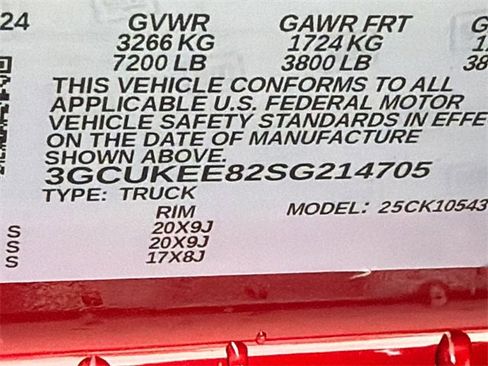 24 GVWR GAWR FRT G
3266 KG 1724 KG
7200 LB 3800 LB 38
THIS VEHICLE CONFORMS TO ALL
APPLICABLE U.S. FEDERAL MOTOR
VEHICLE SAFETY STANDARDS IN EFFE
ON THE DATE OF MANUFACTURE
SHOWN ABOVE.
3GCUKEE82SG214705
TYPE: TRUCK
RIM MODEL: 25CK10543
S 20X9J
S 20X9J
S 17X8J